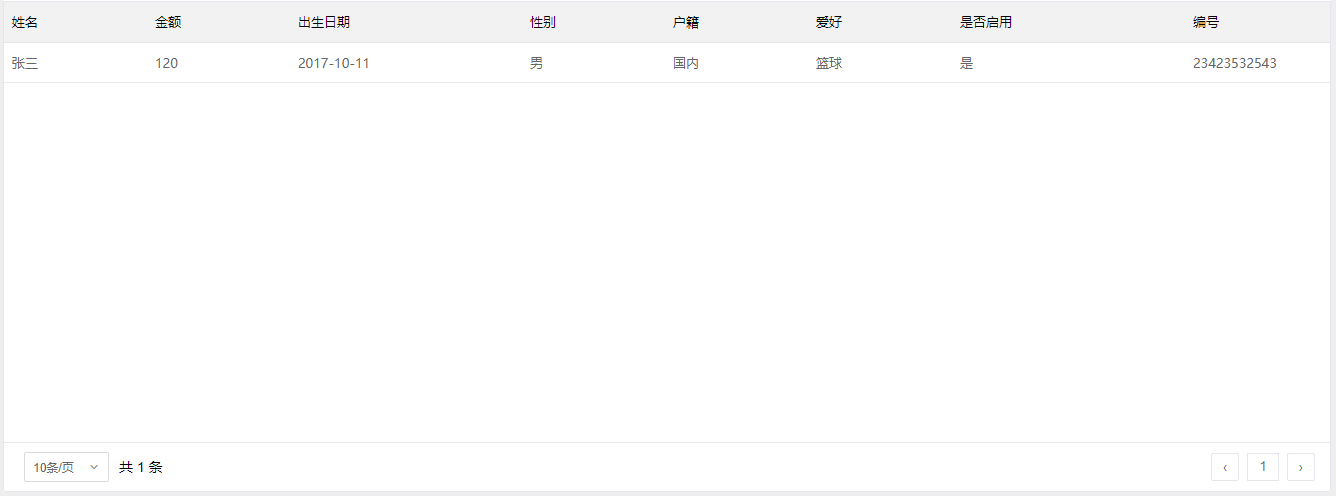 姓名 金额 出生日期 性别 户籍 爱好 是否启用 编号
张三 120 2017-10-11 男 国内 篮球 是 23423532543
10条/页 共 1 条 ‹ 1 ›